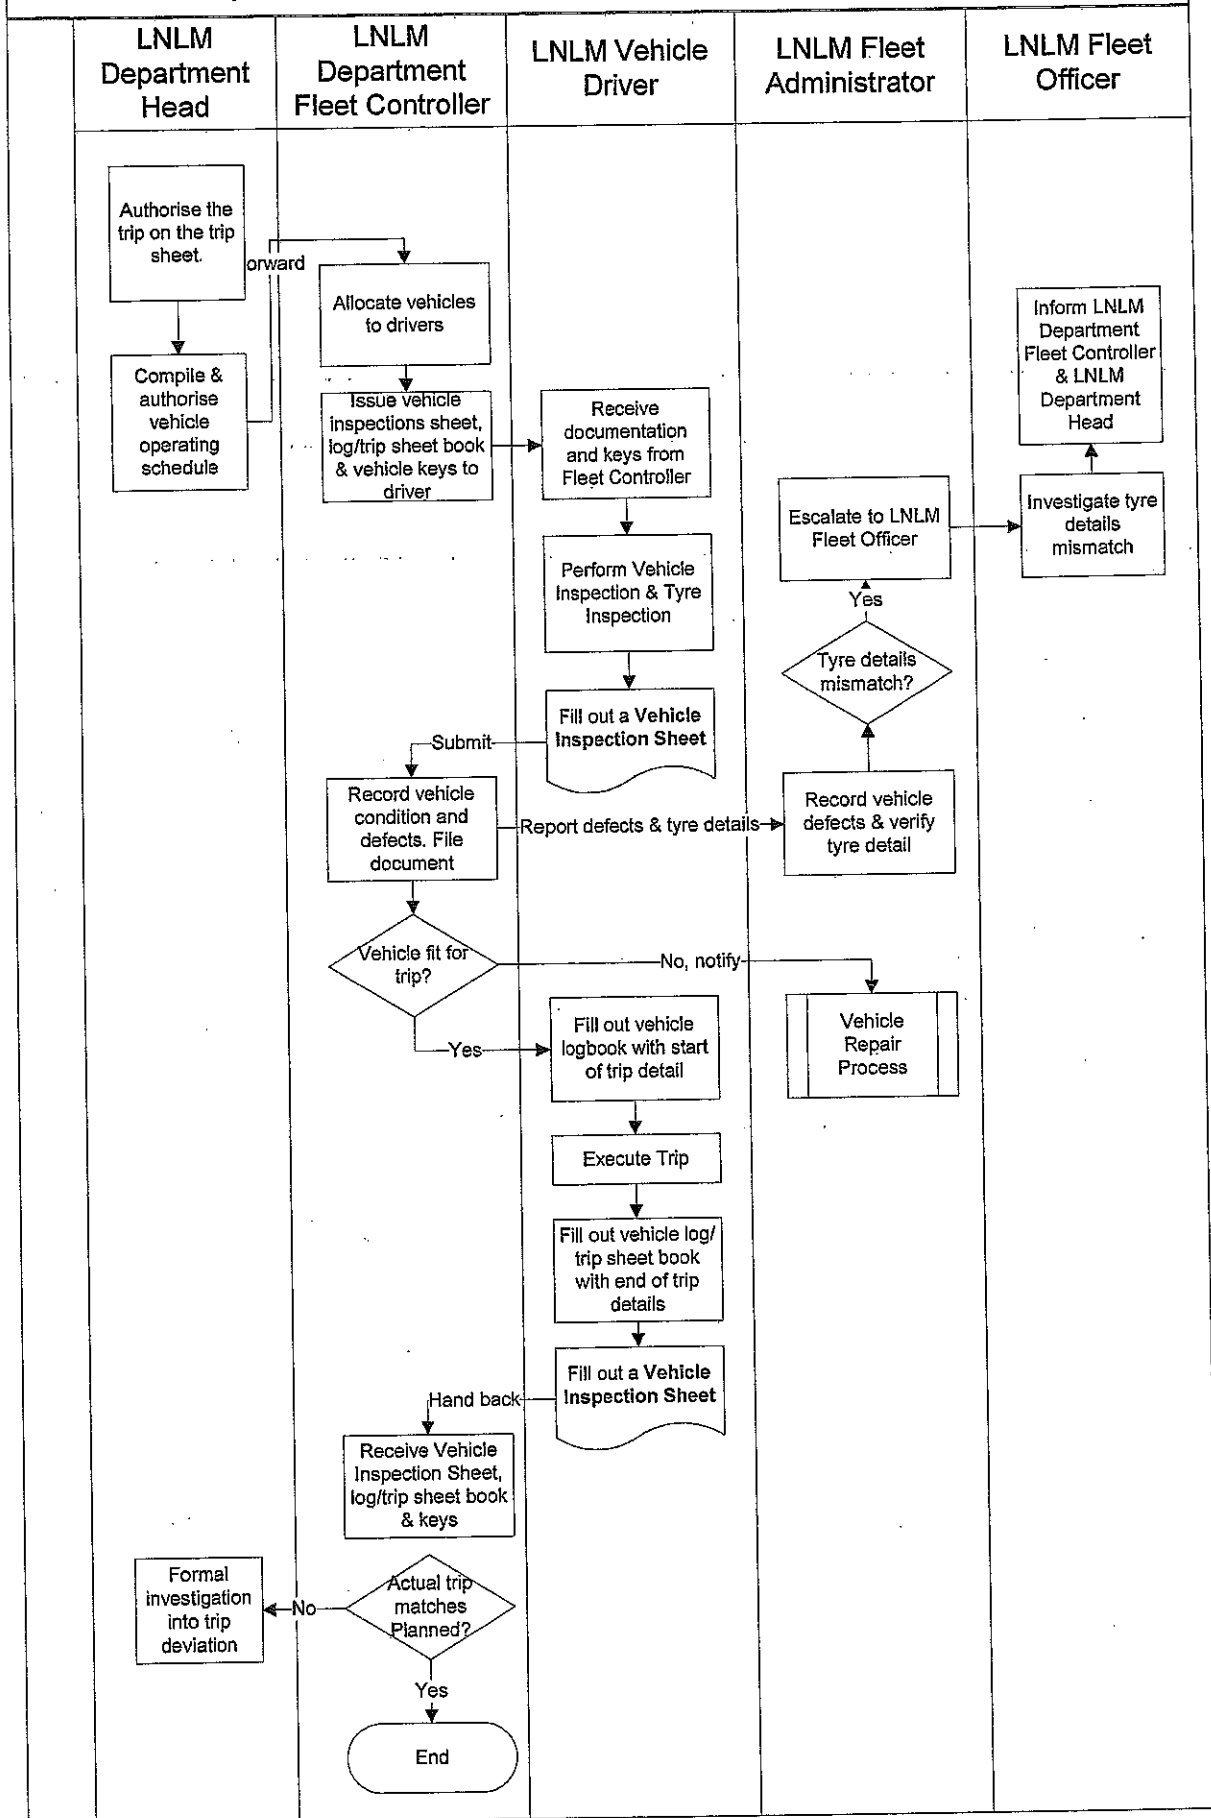 LNLM
Department
Head
LNLM
Department
Fleet Controller
LNLM Vehicle
Driver
LNLM Fleet
Administrator
LNLM Fleet
Officer
Authorise the
trip on the trip
sheet.
orward
Compile &
authorise
vehicle
operating
schedule
Allocate vehicles
to drivers
Issue vehicle
inspections sheet,
log/trip sheet book
& vehicle keys to
driver
Receive
documentation
and keys from
Fleet Controller
Perform Vehicle
Inspection & Tyre
Inspection
Fill out a Vehicle
Inspection Sheet
Submit
Record vehicle
condition and
defects. File
document
Report defects & tyre details
Record vehicle
defects & verify
tyre detail
Tyre details
mismatch?
Yes
Escalate to LNLM
Fleet Officer
Investigate tyre
details
mismatch
Inform LNLM
Department
Fleet Controller
& LNLM
Department
Head
Vehicle fit for
trip?
No, notify
Vehicle
Repair
Process
Yes
Fill out vehicle
logbook with start
of trip detail
Execute Trip
Fill out vehicle log/
trip sheet book
with end of trip
details
Fill out a Vehicle
Inspection Sheet
Hand back
Receive Vehicle
Inspection Sheet,
log/trip sheet book
& keys
Actual trip
matches
Planned?
No
Formal
investigation
into trip
deviation
Yes
End